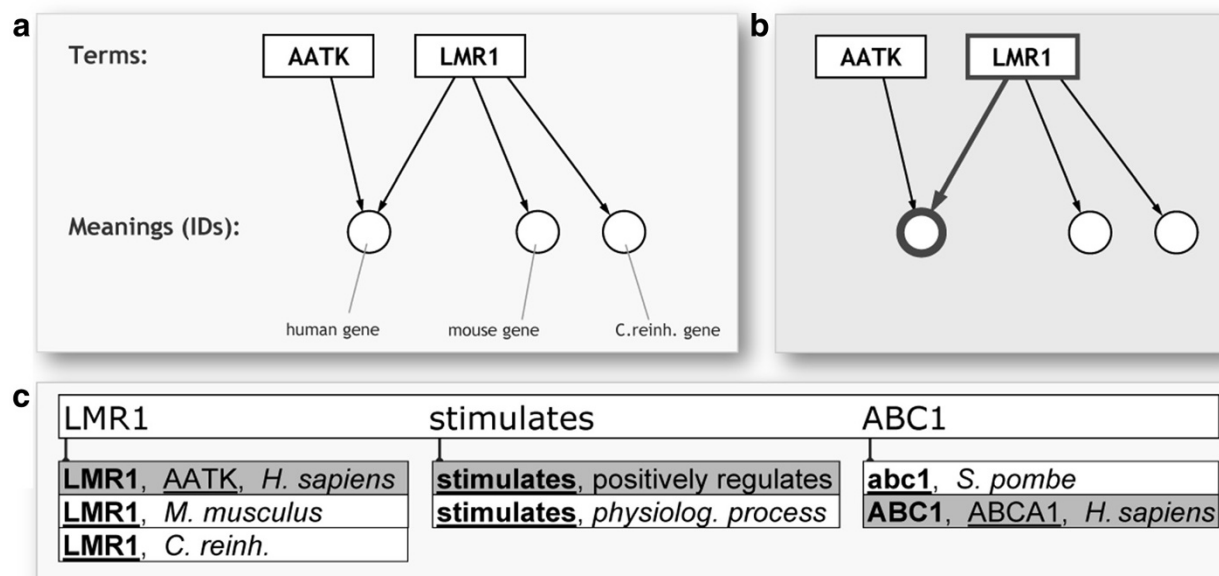 a
Terms:
AATK
LMR1
Meanings (IDs):
human gene
mouse gene
C.reinh. gene
b
AATK
LMR1
c
LMR1 stimulates ABC1
LMR1, AATK, H. sapiens
LMR1, M. musculus
LMR1, C. reinh.
stimulates, positively regulates
stimulates, physiolog. process
abc1, S. pombe
ABC1, ABCA1, H. sapiens